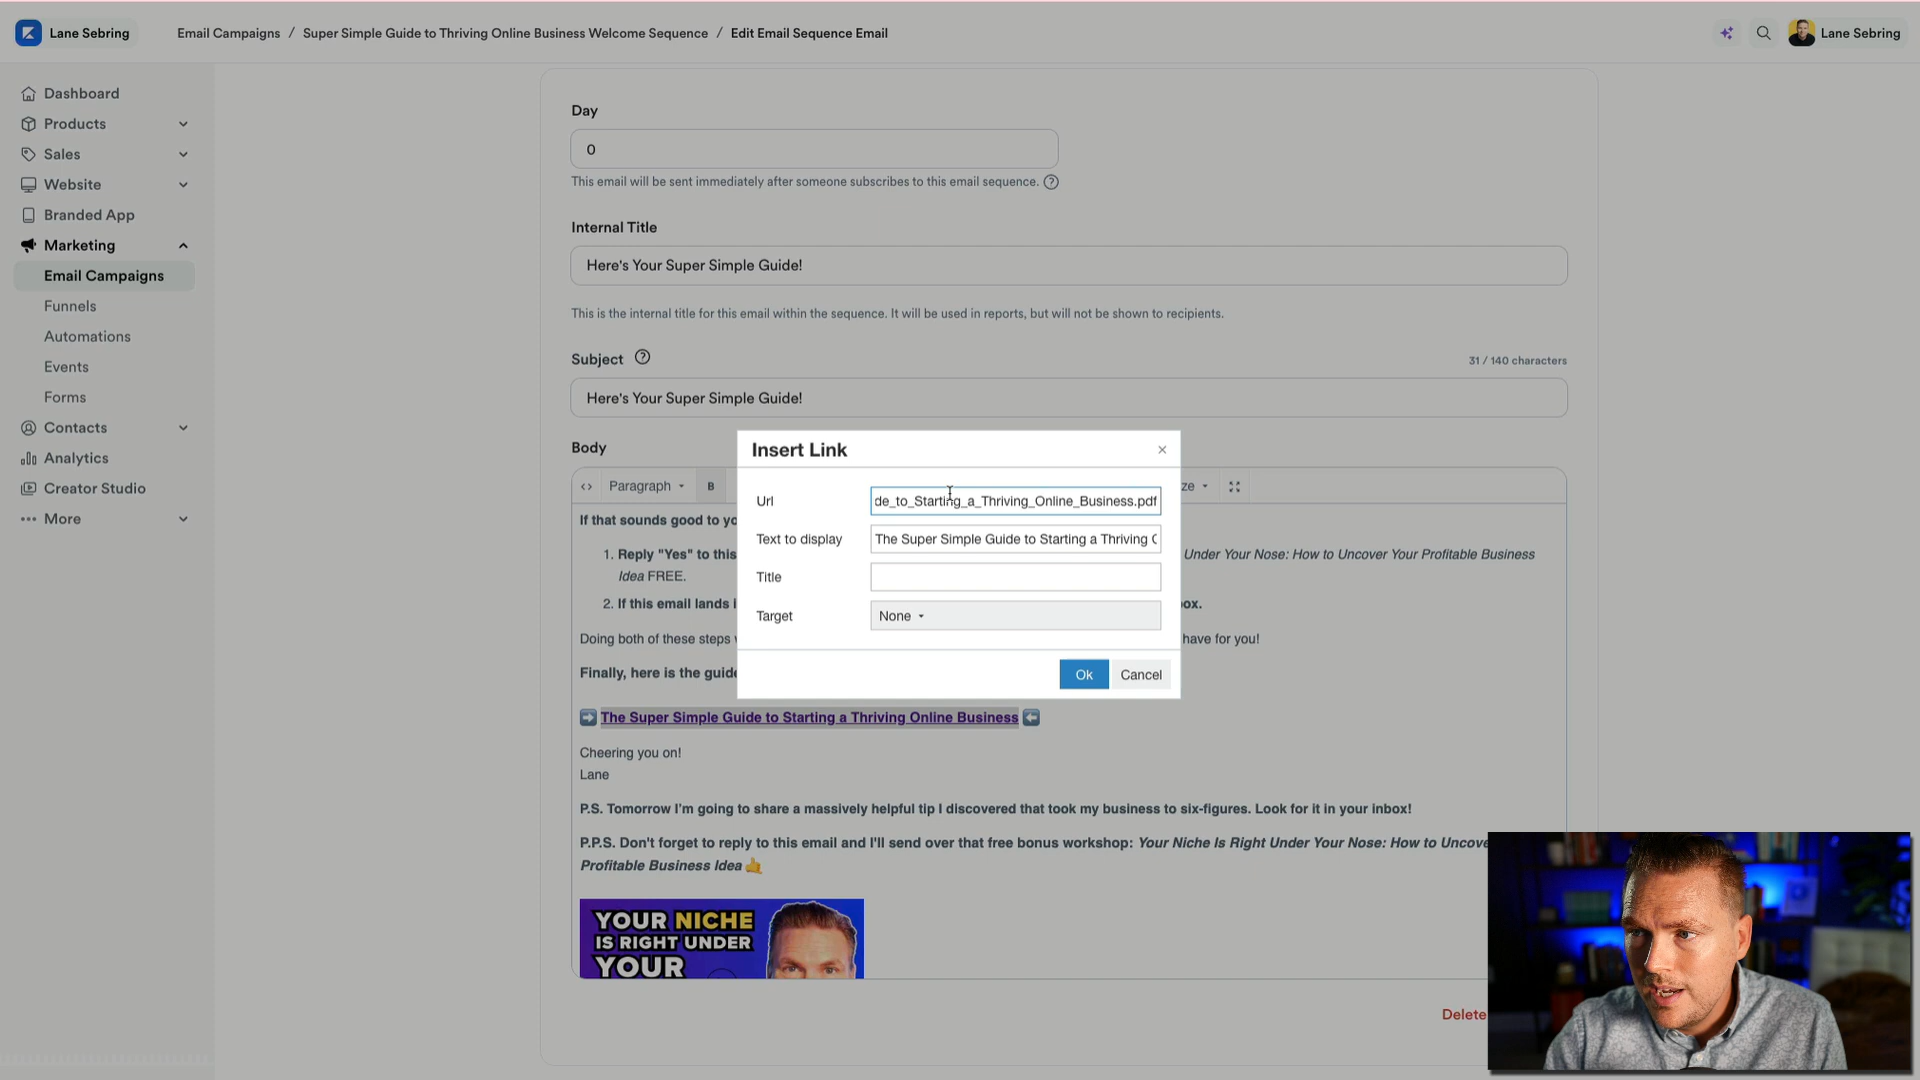 Lane Sebring
Email Campaigns / Super Simple Guide to Thriving Online Business Welcome Sequence / Edit Email Sequence Email
Lane Sebring
Dashboard
Products
Sales
Website
Branded App
Marketing
Email Campaigns
Funnels
Automations
Events
Forms
Contacts
Analytics
Creator Studio
More
Day
0
This email will be sent immediately after someone subscribes to this email sequence.
Internal Title
Here's Your Super Simple Guide!
This is the internal title for this email within the sequence. It will be used in reports, but will not be shown to recipients.
Subject
31 / 140 characters
Here's Your Super Simple Guide!
Body
Paragraph B
Insert Link
Url
de_to_Starting_a_Thriving_Online_Business.pdf
Text to display
The Super Simple Guide to Starting a Thriving
Title
Target
None
Ok
Cancel
If that sounds good to
1. Reply "Yes" to this Under Your Nose: How to Uncover Your Profitable Business
Idea FREE.
2. If this email lands
Doing both of these steps have for you!
Finally, here is the guide
The Super Simple Guide to Starting a Thriving Online Business
Cheering you on!
Lane
P.S. Tomorrow I'm going to share a massively helpful tip I discovered that took my business to six-figures. Look for it in your inbox!
P.P.S. Don't forget to reply to this email and I'll send over that free bonus workshop: Your Niche Is Right Under Your Nose: How to
Profitable Business Idea
YOUR NICHE
IS RIGHT UNDER
YOUR
Delete